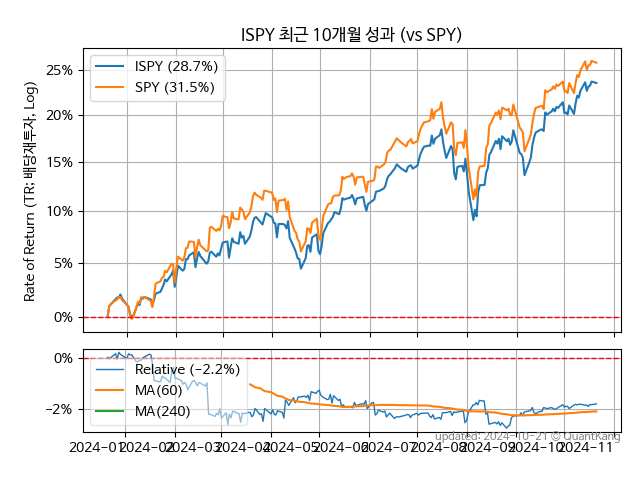 ISPY 최근 10개월 성과 (vs SPY)
Rate of Return (TR: 배당재투자, Log)
25%
20%
15%
10%
5%
0%
ISPY (28.7%)
SPY (31.5%)
0%
−2%
Relative (−2.2%)
MA(60)
MA(240)
updated: 2024-10-21 © QuantKang
2024-01
2024-02
2024-03
2024-04
2024-05
2024-06
2024-07
2024-08
2024-09
2024-10
2024-11